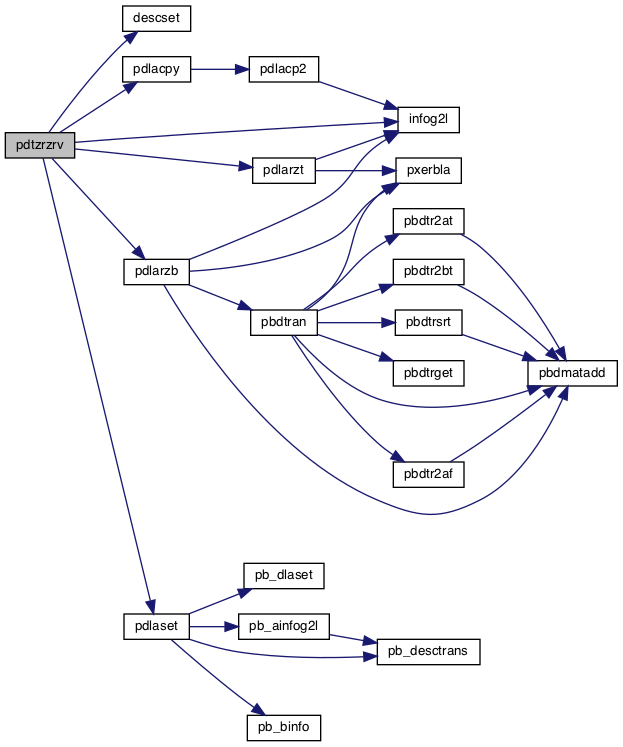 descset
pdlacpy
pdlacp2
infog2l
pdtzrzrv
pdlarzt
pxerbla
pbdtr2at
pdlarzb
pbdtr2bt
pbdtran
pbdtrsrt
pbdtrget
pbdmatadd
pbdtr2af
pb_dlaset
pdlaset
pb_ainfog2l
pb_desctrans
pb_binfo